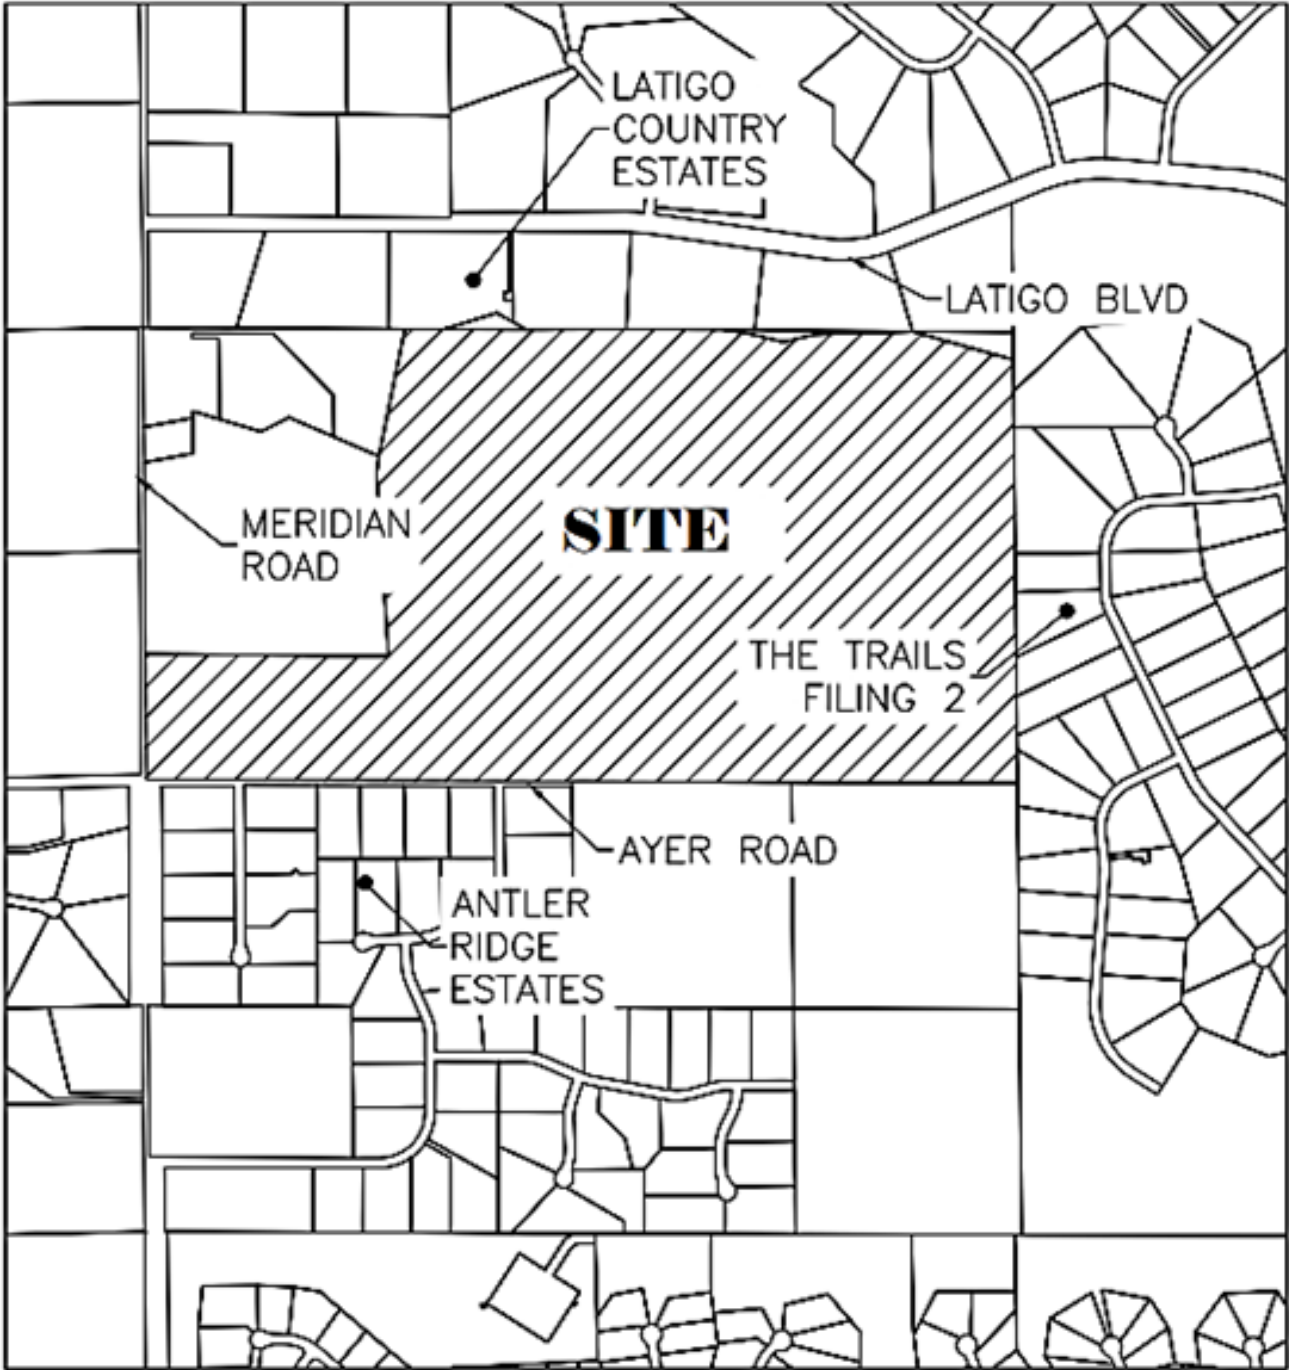 LATIGO
COUNTRY
ESTATES
LATIGO BLVD
MERIDIAN
ROAD
SITE
THE TRAILS
FILING 2
AYER ROAD
ANTLER
RIDGE
ESTATES